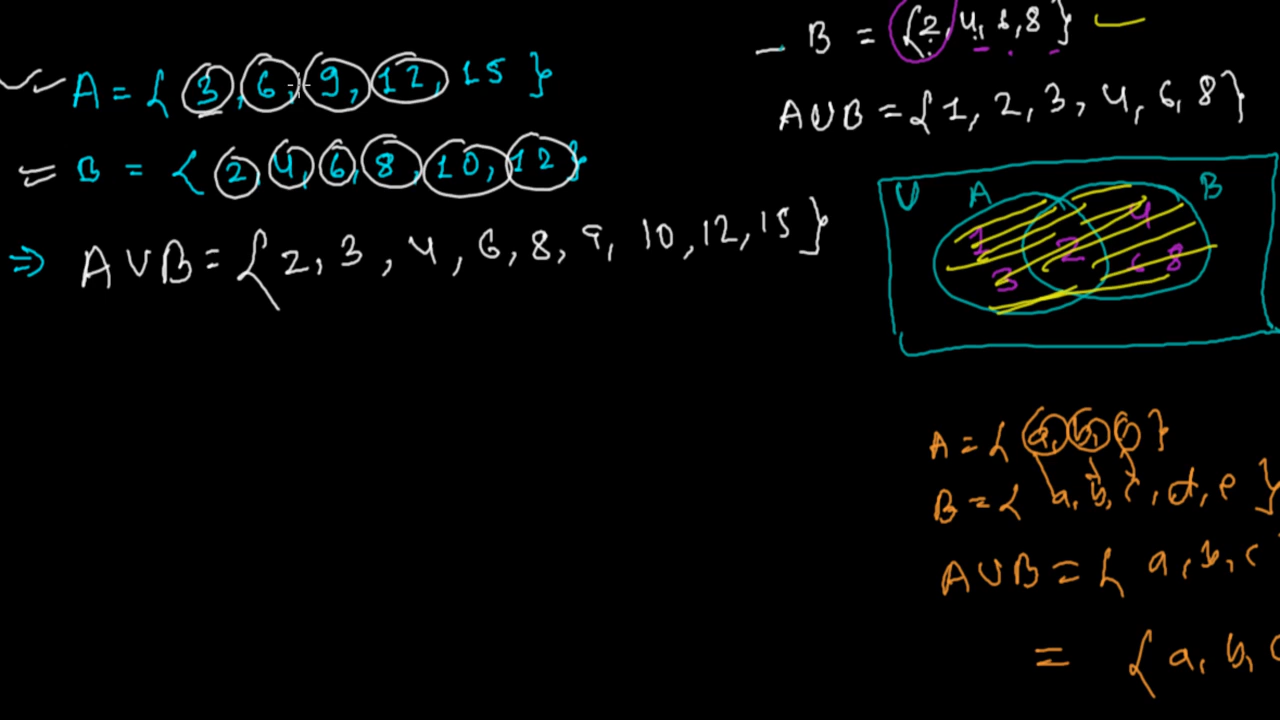 A = { 3, 6, 9, 12, 15 }
B = { 2, 4, 6, 8, 10, 12 }
⇒ A ∪ B = { 2, 3, 4, 6, 8, 9, 10, 12, 15 }
B = { 2, 4, 6, 8 }
A ∪ B = { 1, 2, 3, 4, 6, 8 }
U A B
1 2 4
3 6 8
A = { a, b, c }
B = { a, b, c, d, e }
A ∪ B = { a, b, c
= { a, b, c